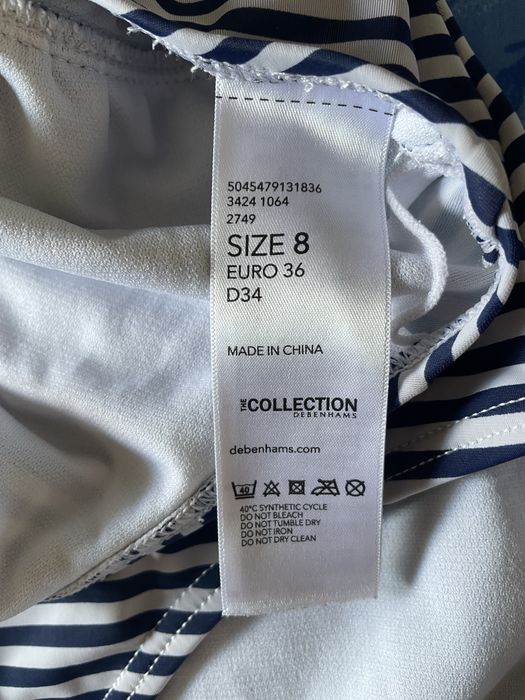 5045479131836
3424 1064
2749
SIZE 8
EURO 36
D34
MADE IN CHINA
THE COLLECTION
DEBENHAMS
debenhams.com
40
40°C SYNTHETIC CYCLE
DO NOT BLEACH
DO NOT TUMBLE DRY
DO NOT IRON
DO NOT DRY CLEAN